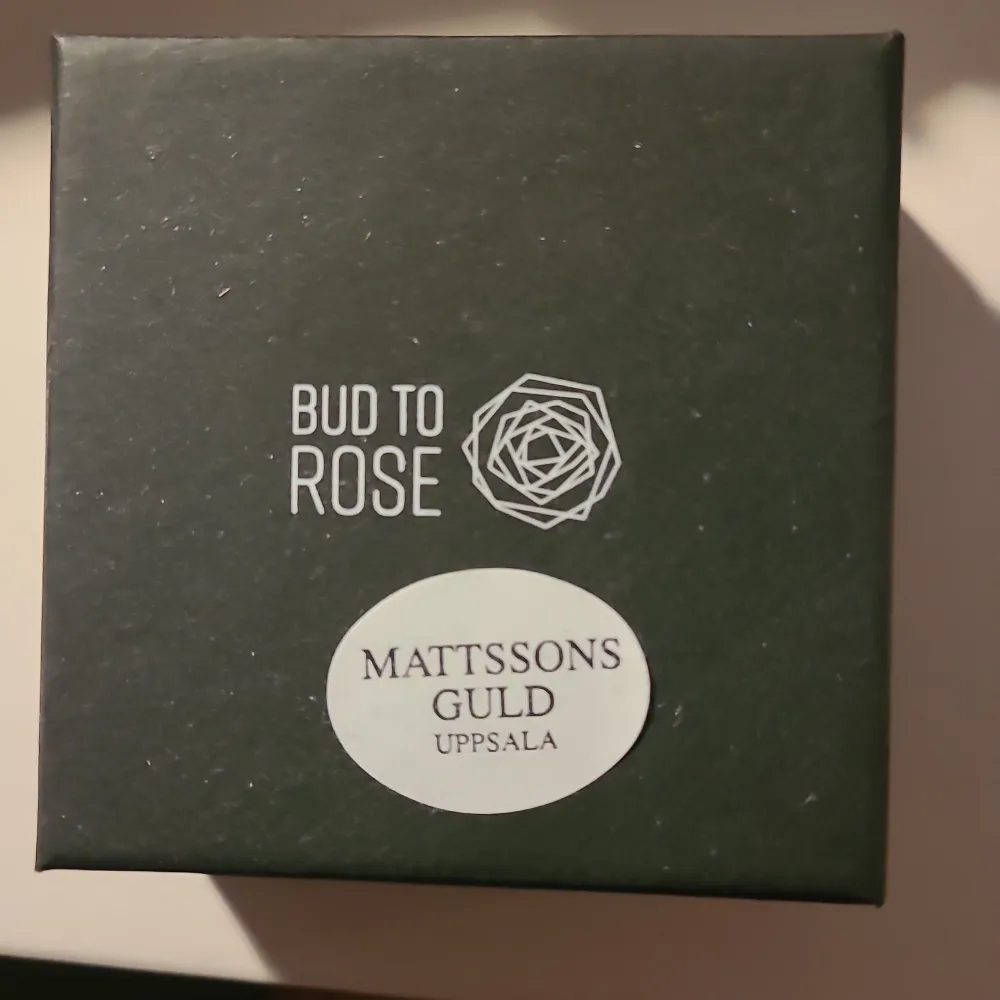 BUD TO
ROSE
MATTSSONS
GULD
UPPSALA